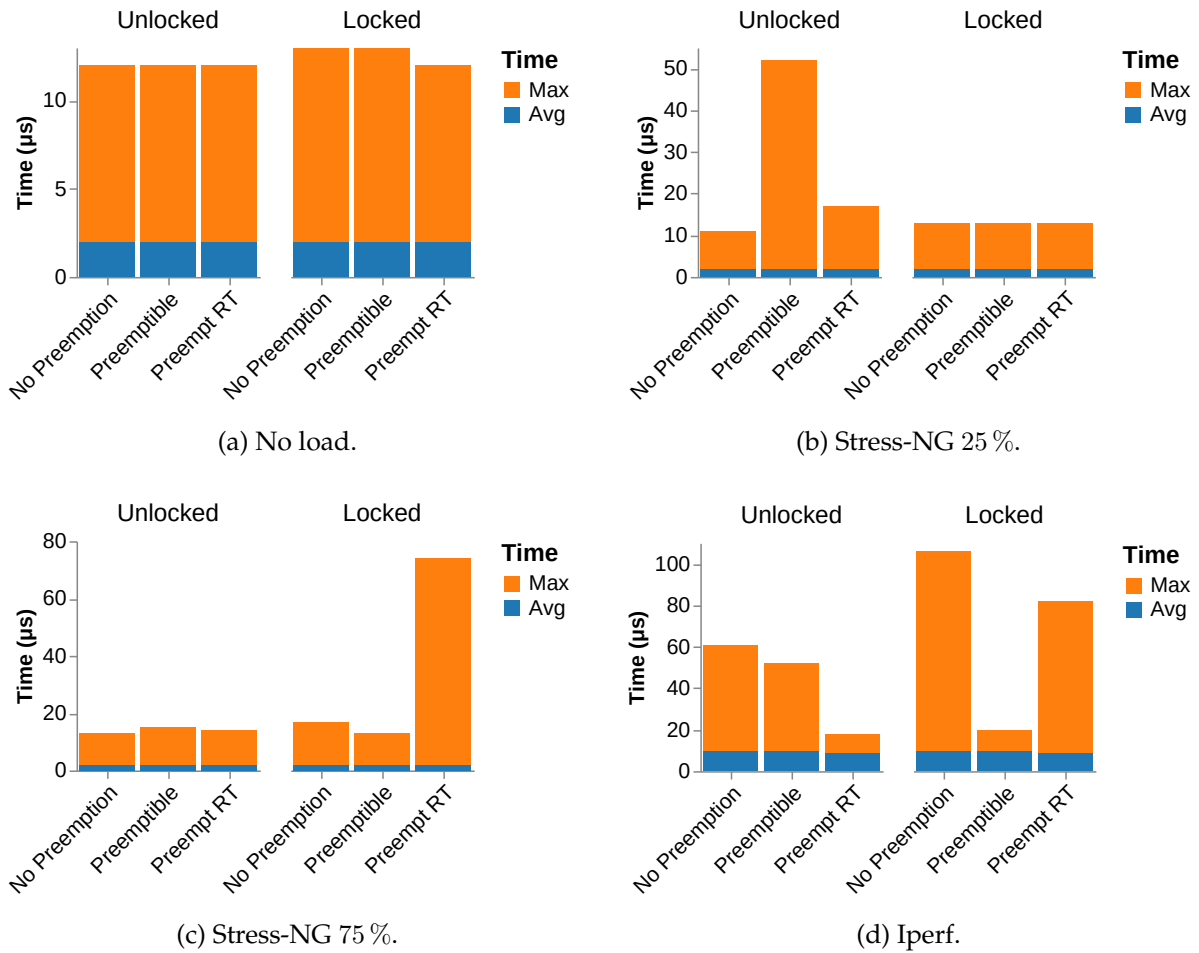 Unlocked Locked
Time
Max
Avg
Time (µs)
10
5
0
No Preemption
Preemptible
Preempt RT
No Preemption
Preemptible
Preempt RT
(a) No load.
Unlocked Locked
Time
Max
Avg
Time (µs)
50
40
30
20
10
0
No Preemption
Preemptible
Preempt RT
No Preemption
Preemptible
Preempt RT
(b) Stress-NG 25 %.
Unlocked Locked
Time
Max
Avg
Time (µs)
80
60
40
20
0
No Preemption
Preemptible
Preempt RT
No Preemption
Preemptible
Preempt RT
(c) Stress-NG 75 %.
Unlocked Locked
Time
Max
Avg
Time (µs)
100
80
60
40
20
0
No Preemption
Preemptible
Preempt RT
No Preemption
Preemptible
Preempt RT
(d) Iperf.